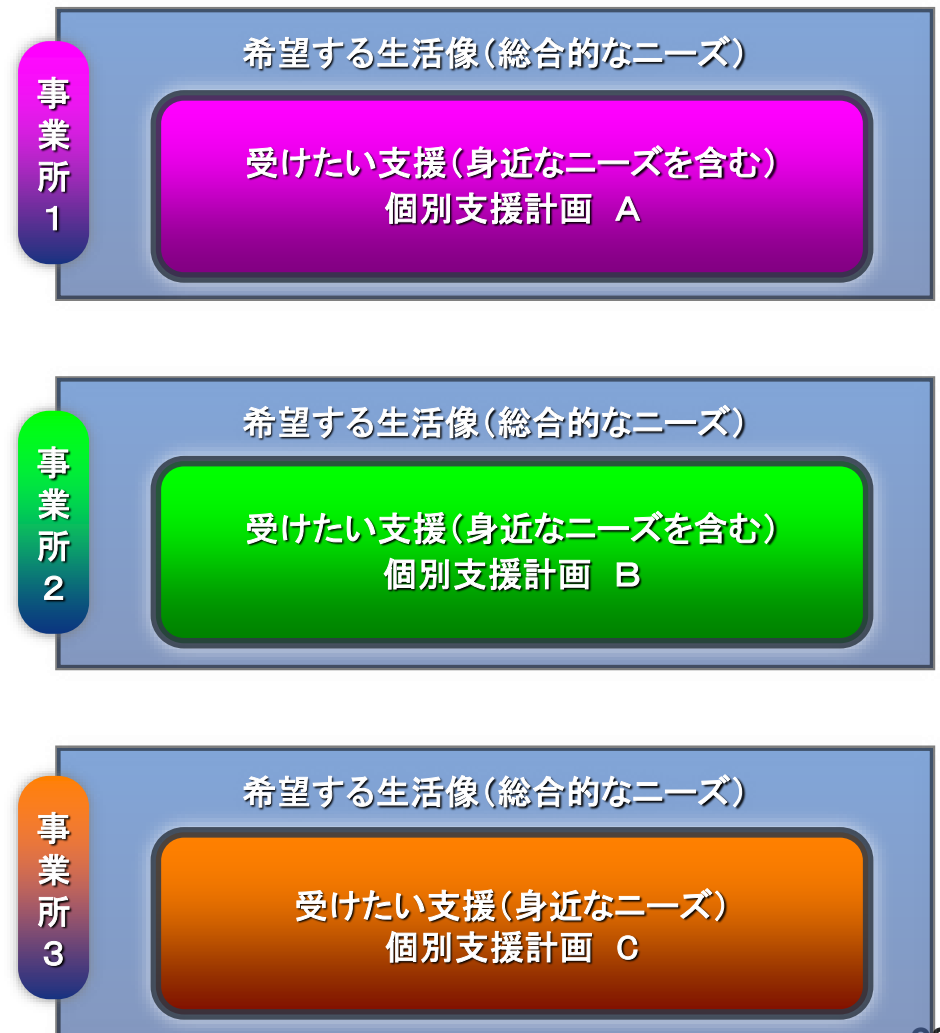 事業所１
希望する生活像（総合的なニーズ）
受けたい支援（身近なニーズを含む）
個別支援計画　Ａ
事業所２
希望する生活像（総合的なニーズ）
受けたい支援（身近なニーズを含む）
個別支援計画　Ｂ
事業所３
希望する生活像（総合的なニーズ）
受けたい支援（身近なニーズ）
個別支援計画　Ｃ